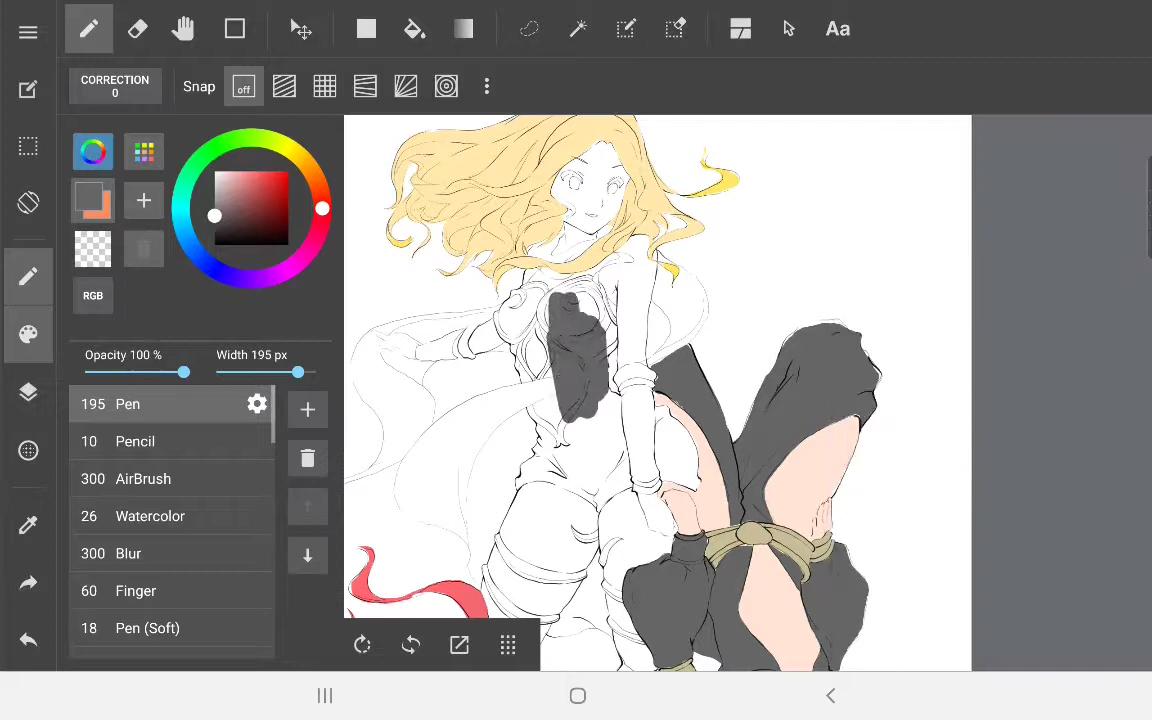 Aa
CORRECTION
0
Snap
off
RGB
Opacity 100 %
Width 195 px
195 Pen
10 Pencil
300 AirBrush
26 Watercolor
300 Blur
60 Finger
18 Pen (Soft)